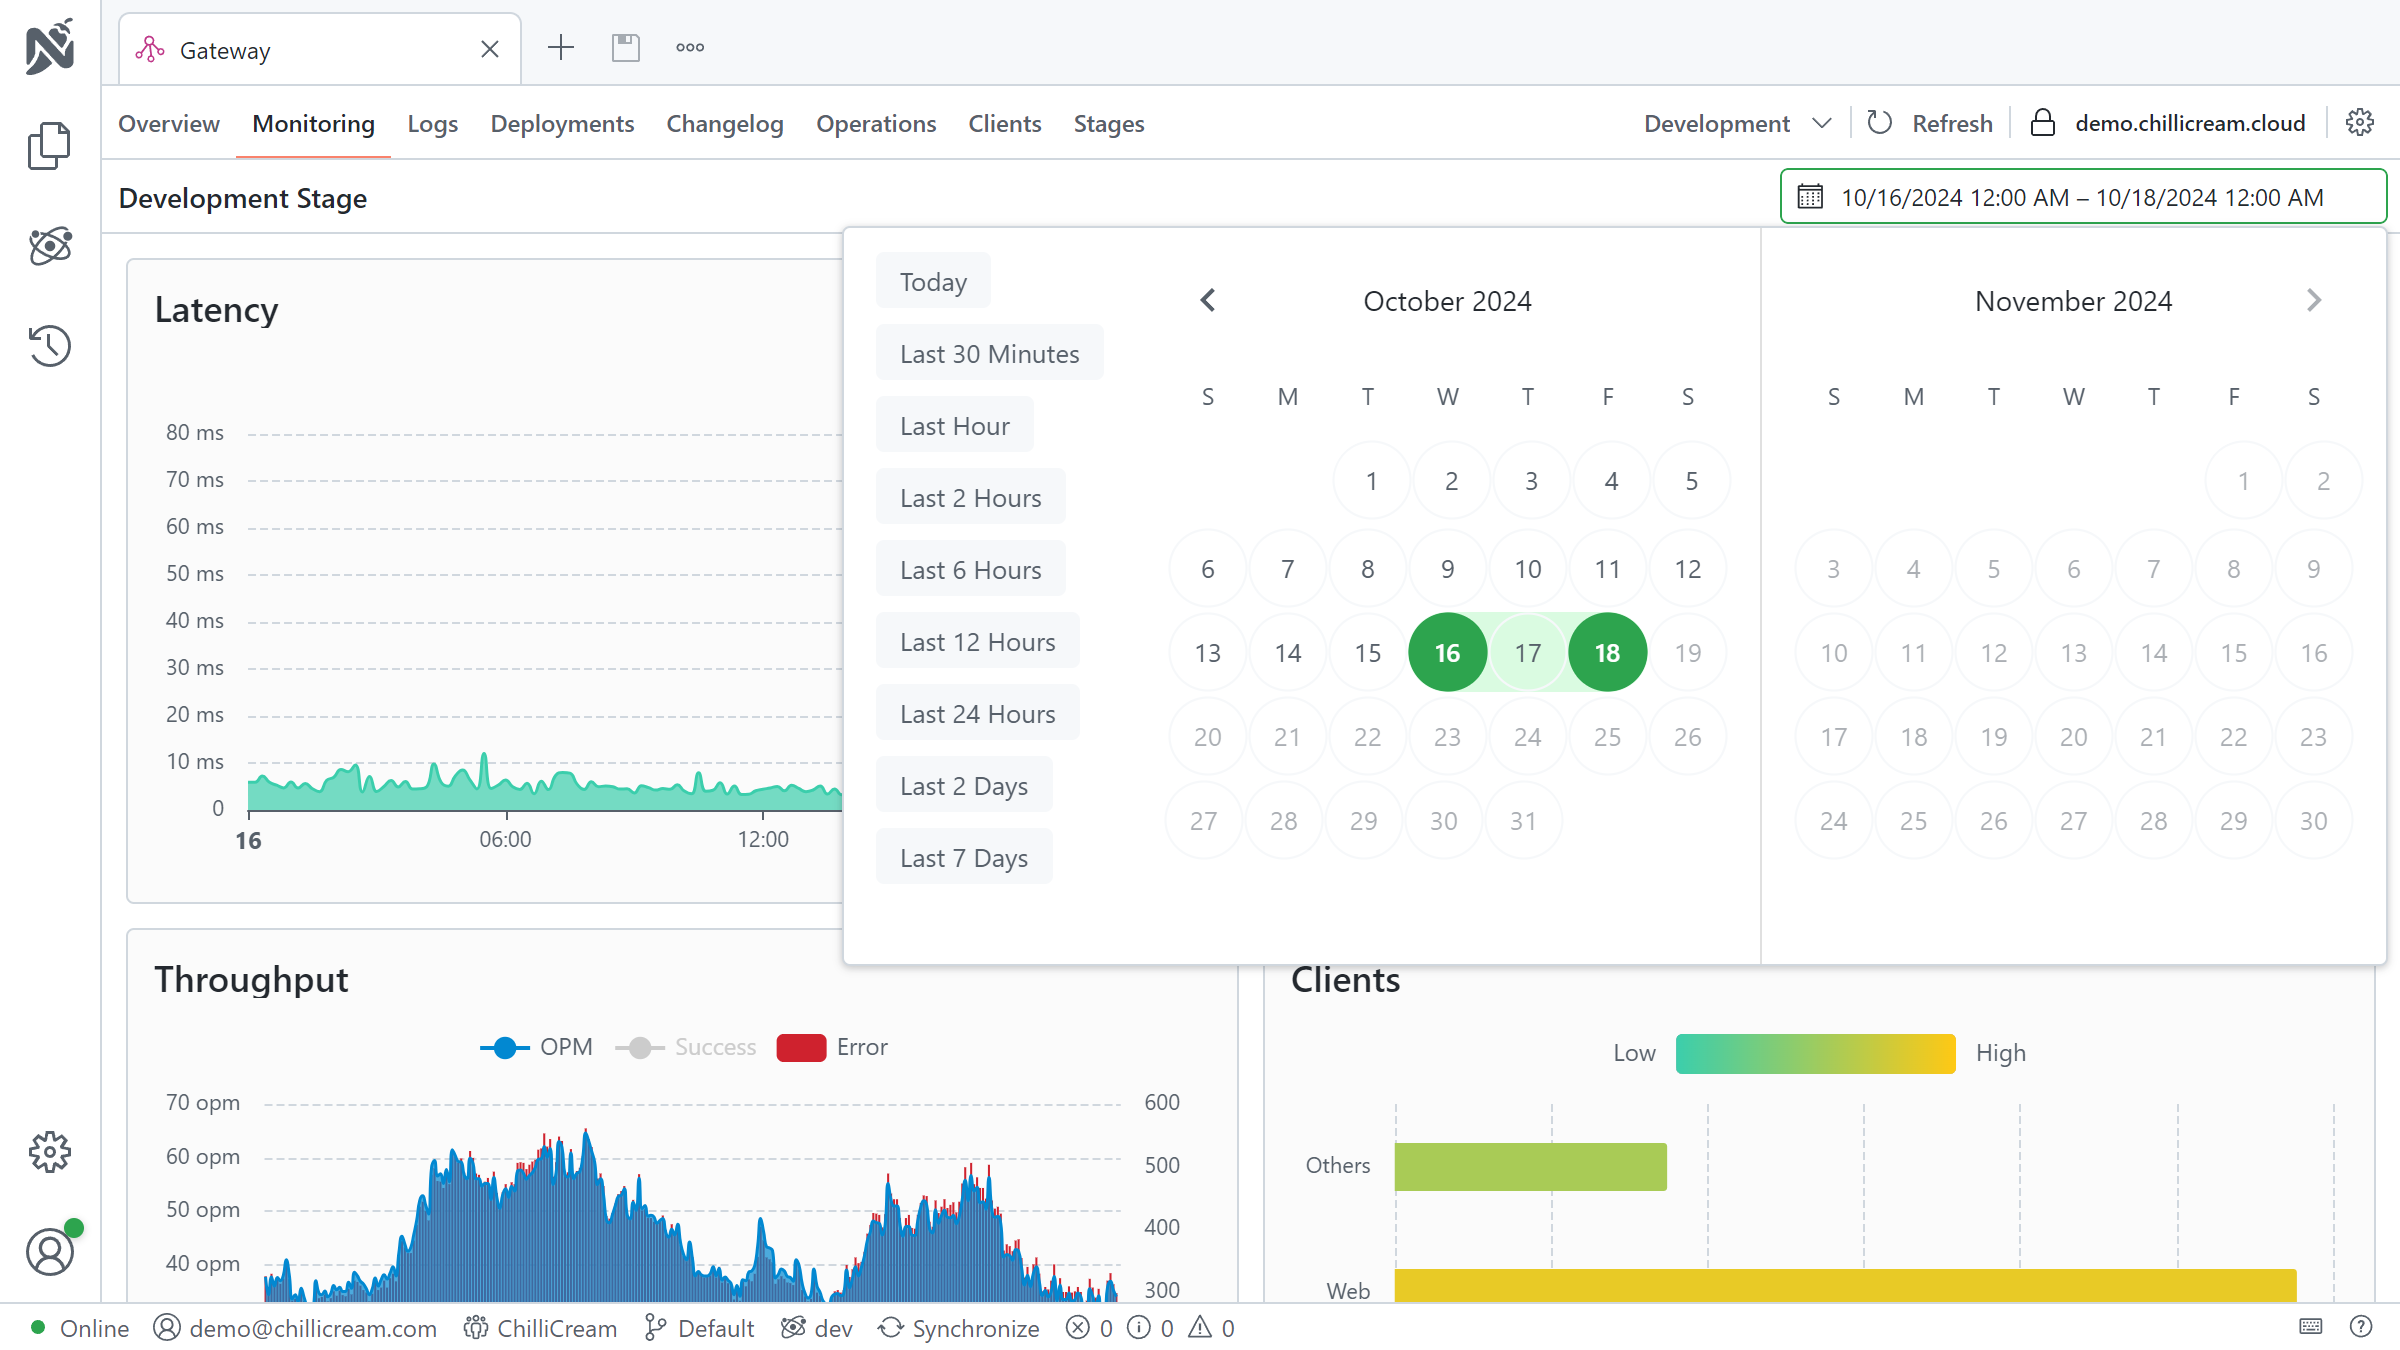 Gateway
Overview Monitoring Logs Deployments Changelog Operations Clients Stages
Development Refresh demo.chillicream.cloud
Development Stage
10/16/2024 12:00 AM – 10/18/2024 12:00 AM
Latency
80 ms
70 ms
60 ms
50 ms
40 ms
30 ms
20 ms
10 ms
0
16 06:00 12:00
Today
Last 30 Minutes
Last Hour
Last 2 Hours
Last 6 Hours
Last 12 Hours
Last 24 Hours
Last 2 Days
Last 7 Days
October 2024
S M T W T F S
1 2 3 4 5
6 7 8 9 10 11 12
13 14 15 16 17 18 19
20 21 22 23 24 25 26
27 28 29 30 31
November 2024
S M T W T F S
1 2
3 4 5 6 7 8 9
10 11 12 13 14 15 16
17 18 19 20 21 22 23
24 25 26 27 28 29 30
Throughput
OPM Success Error
70 opm
60 opm
50 opm
40 opm
600
500
400
300
Clients
Low High
Others
Web
Online demo@chillicream.com ChilliCream Default dev Synchronize 0 0 0